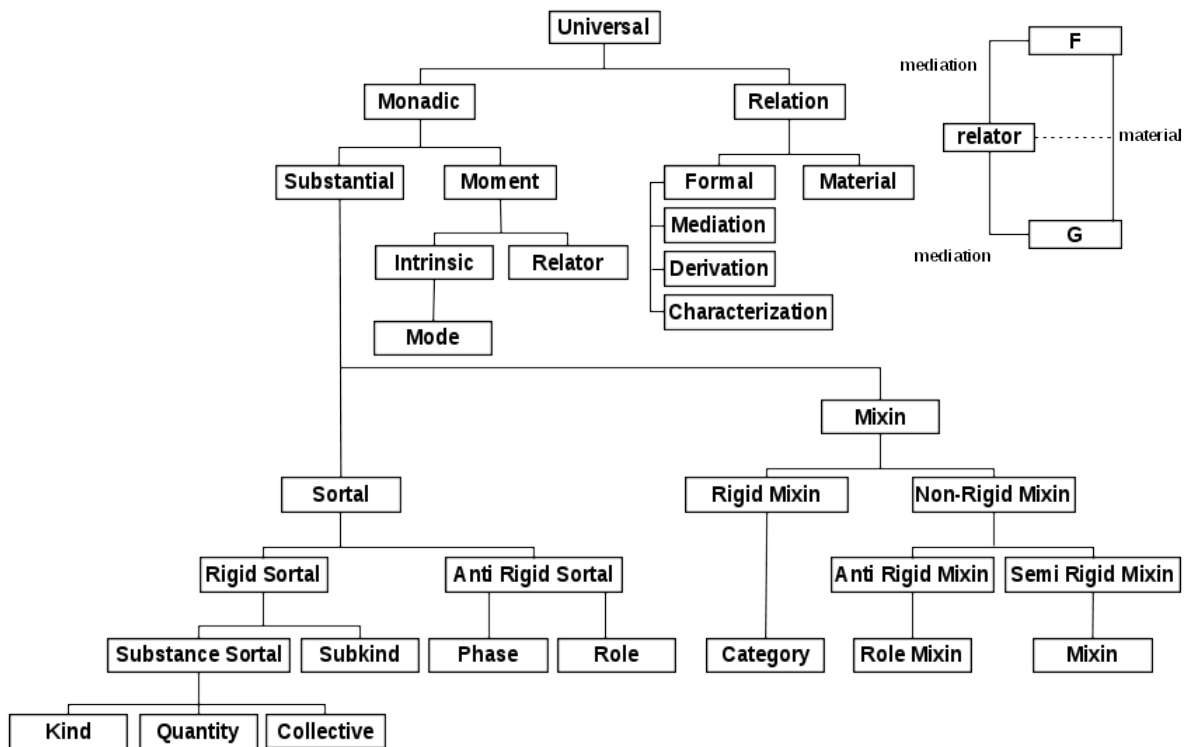 Universal
F
mediation
Monadic
Relation
relator
material
Substantial
Moment
Formal
Material
Mediation
G
mediation
Intrinsic
Relator
Derivation
Characterization
Mode
Mixin
Sortal
Rigid Mixin
Non-Rigid Mixin
Rigid Sortal
Anti Rigid Sortal
Anti Rigid Mixin
Semi Rigid Mixin
Substance Sortal
Subkind
Phase
Role
Category
Role Mixin
Mixin
Kind
Quantity
Collective